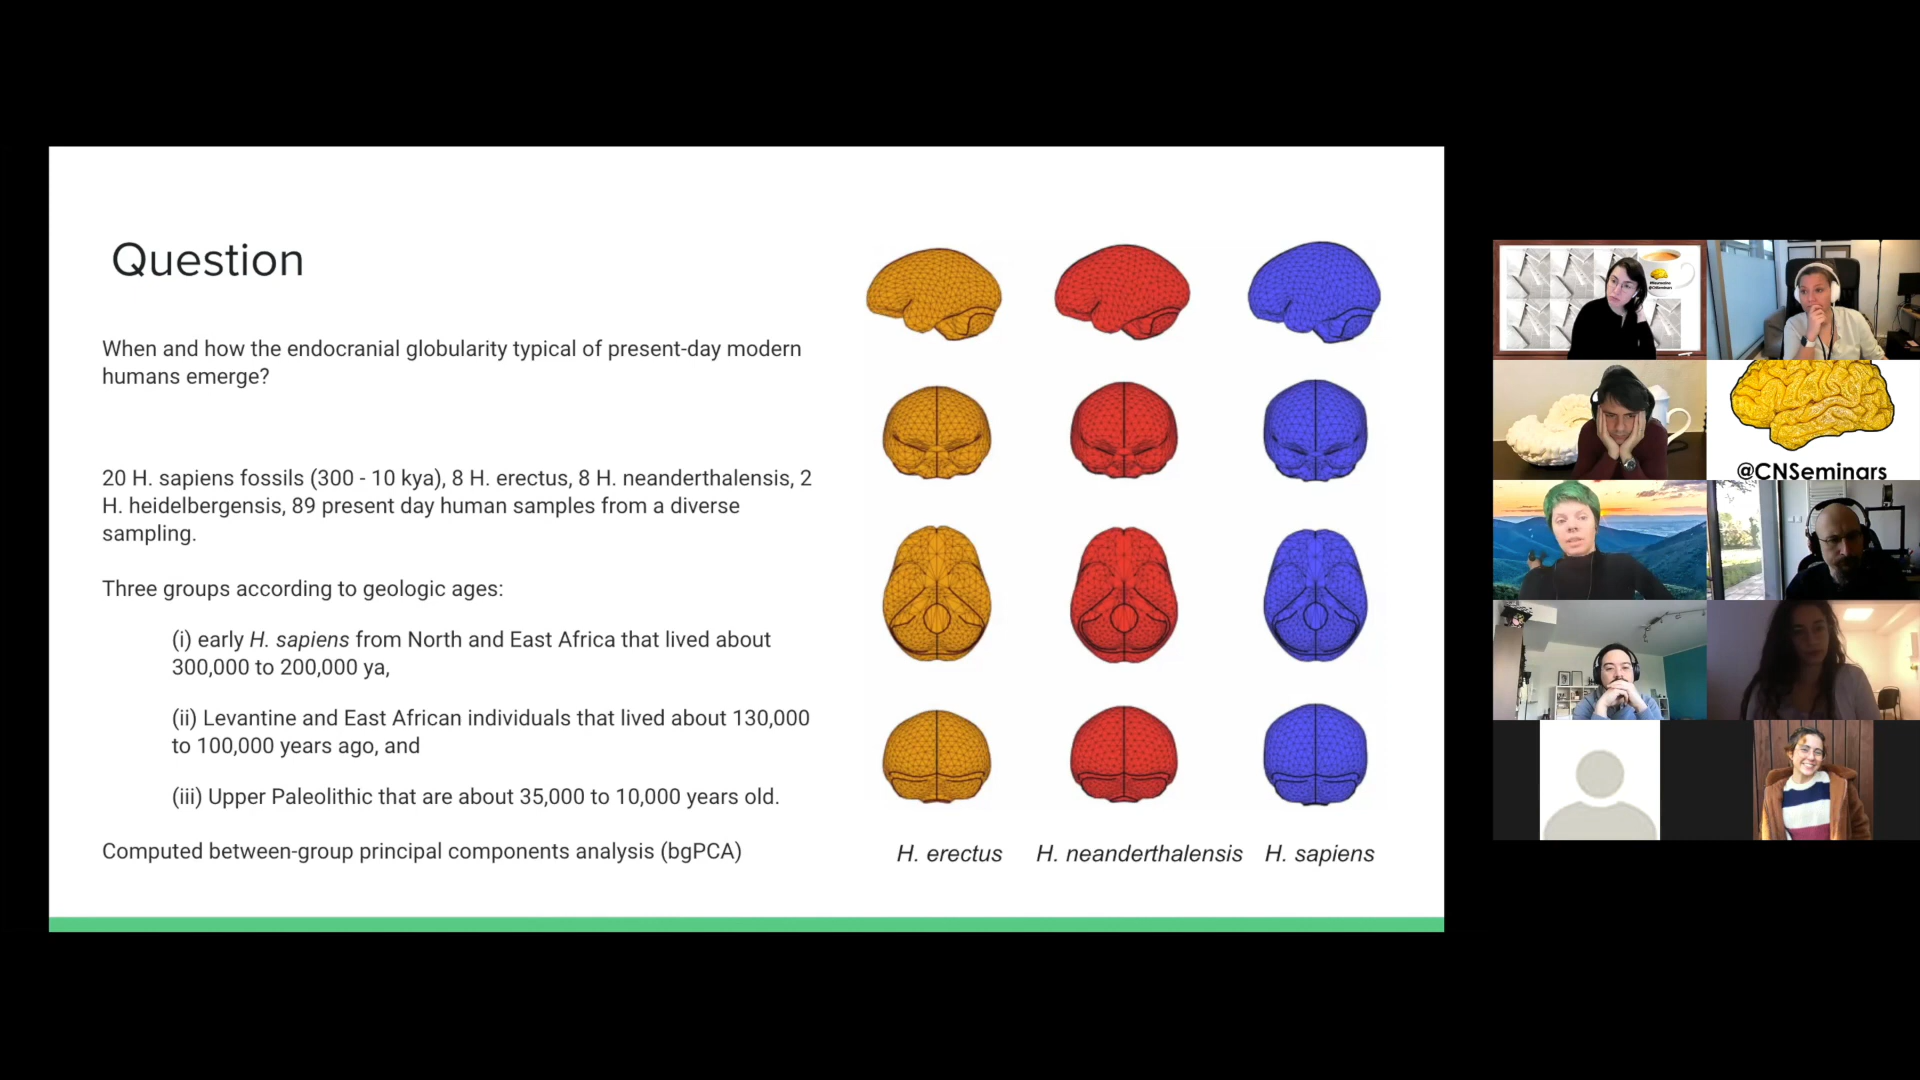 Question
When and how the endocranial globularity typical of present-day modern
humans emerge?
20 H. sapiens fossils (300 - 10 kya), 8 H. erectus, 8 H. neanderthalensis, 2
H. heidelbergensis, 89 present day human samples from a diverse
sampling.
Three groups according to geologic ages:
(i) early H. sapiens from North and East Africa that lived about
300,000 to 200,000 ya,
(ii) Levantine and East African individuals that lived about 130,000
to 100,000 years ago, and
(iii) Upper Paleolithic that are about 35,000 to 10,000 years old.
Computed between-group principal components analysis (bgPCA)
H. erectus H. neanderthalensis H. sapiens
@CNSeminars